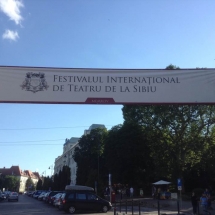 Festivalul Internațional
de Teatru de la Sibiu